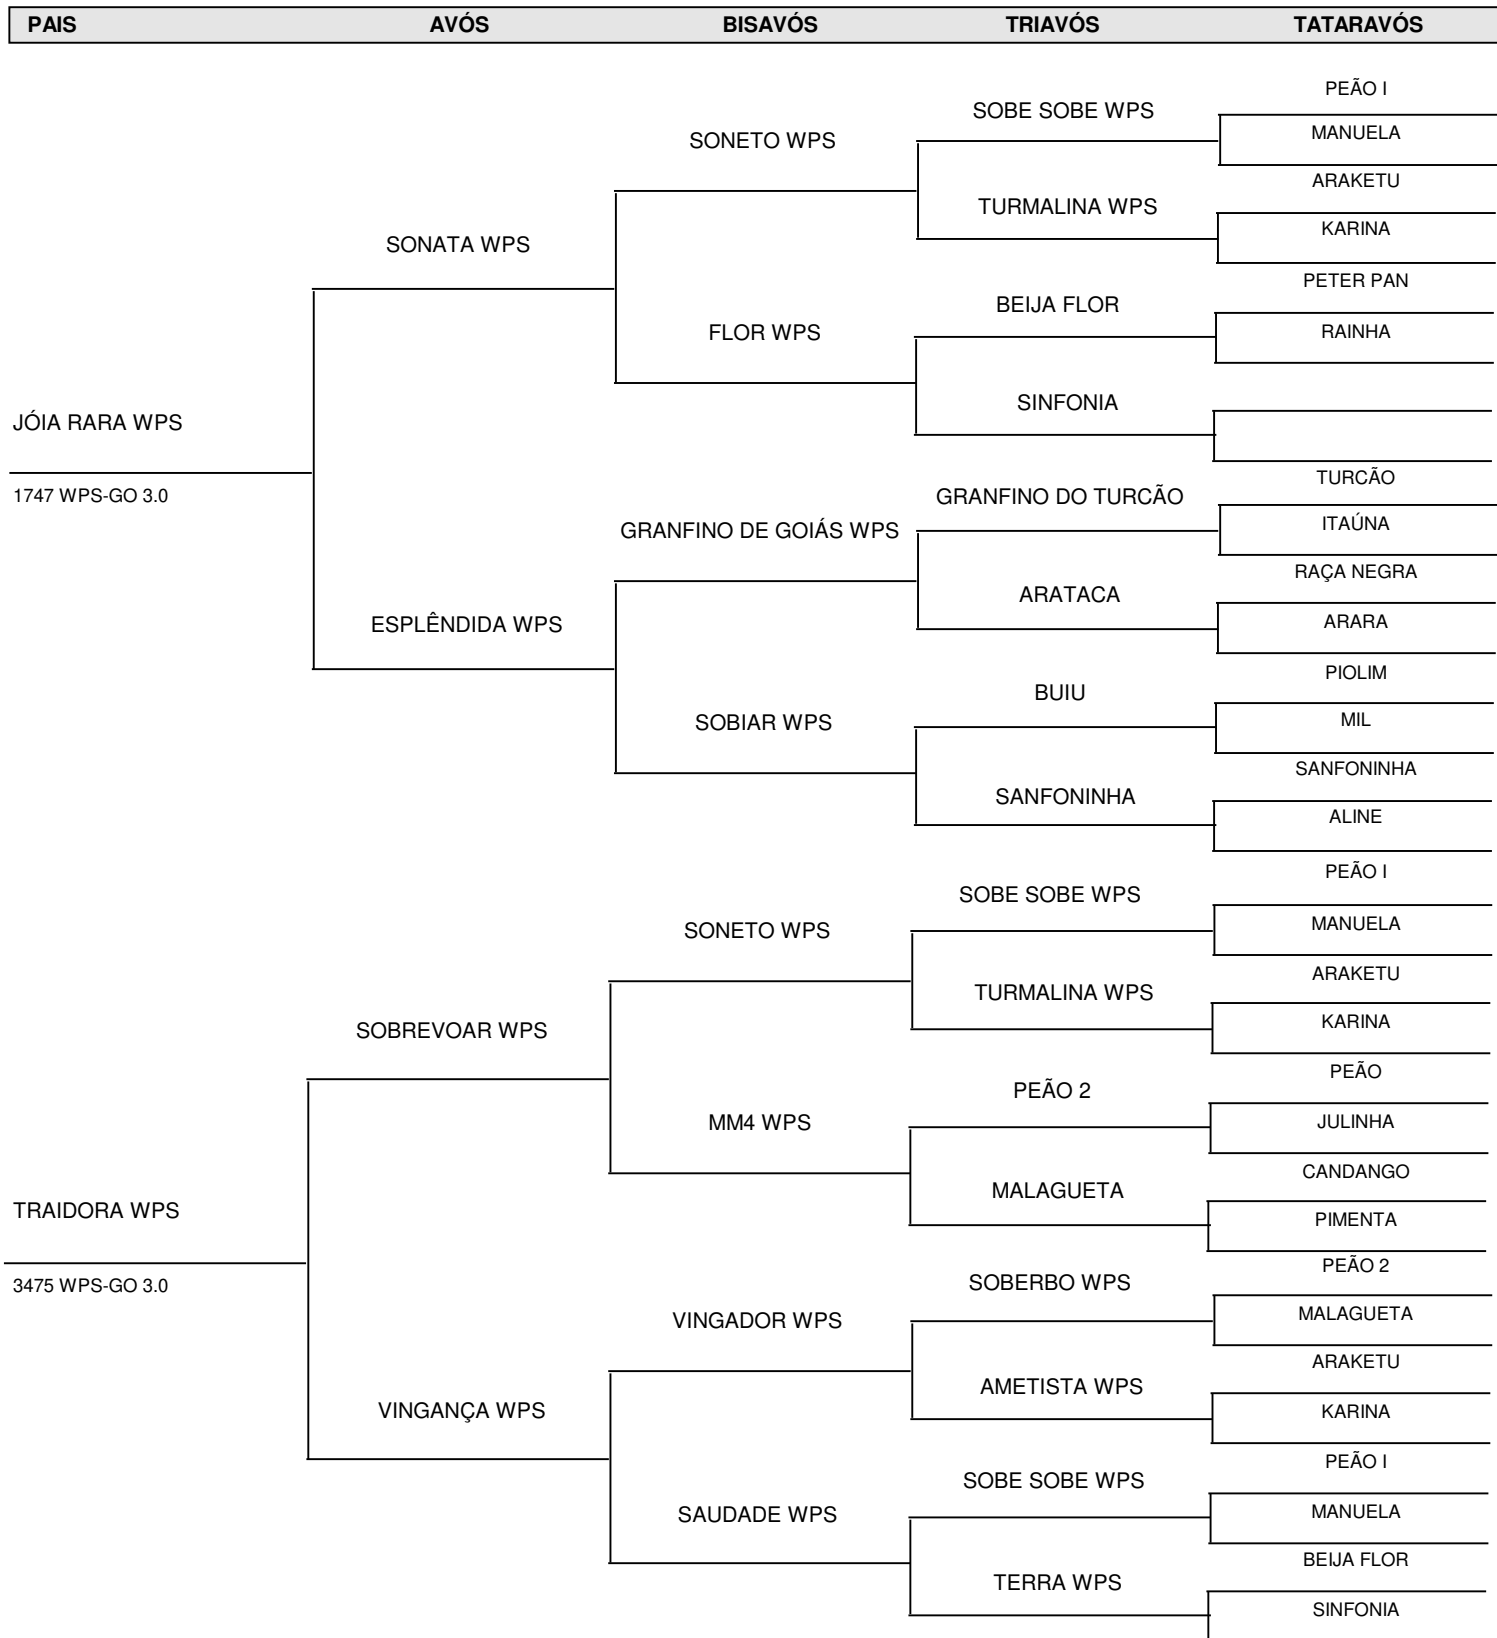 PAIS AVÓS BISAVÓS TRIAVÓS TATARAVÓS
PEÃO I
SOBE SOBE WPS
MANUELA
SONETO WPS
ARAKETU
TURMALINA WPS
KARINA
SONATA WPS
PETER PAN
BEIJA FLOR
RAINHA
FLOR WPS
SINFONIA
JÓIA RARA WPS
1747 WPS-GO 3.0
TURCÃO
GRANFINO DO TURCÃO
ITAÚNA
GRANFINO DE GOIÁS WPS
RAÇA NEGRA
ARATACA
ARARA
ESPLÊNDIDA WPS
PIOLIM
BUIU
MIL
SOBIAR WPS
SANFONINHA
SANFONINHA
ALINE
PEÃO I
SOBE SOBE WPS
MANUELA
SONETO WPS
ARAKETU
TURMALINA WPS
KARINA
SOBREVOAR WPS
PEÃO
PEÃO 2
JULINHA
MM4 WPS
CANDANGO
MALAGUETA
PIMENTA
TRAIDORA WPS
3475 WPS-GO 3.0
PEÃO 2
SOBERBO WPS
MALAGUETA
VINGADOR WPS
ARAKETU
AMETISTA WPS
KARINA
VINGANÇA WPS
PEÃO I
SOBE SOBE WPS
MANUELA
SAUDADE WPS
BEIJA FLOR
TERRA WPS
SINFONIA